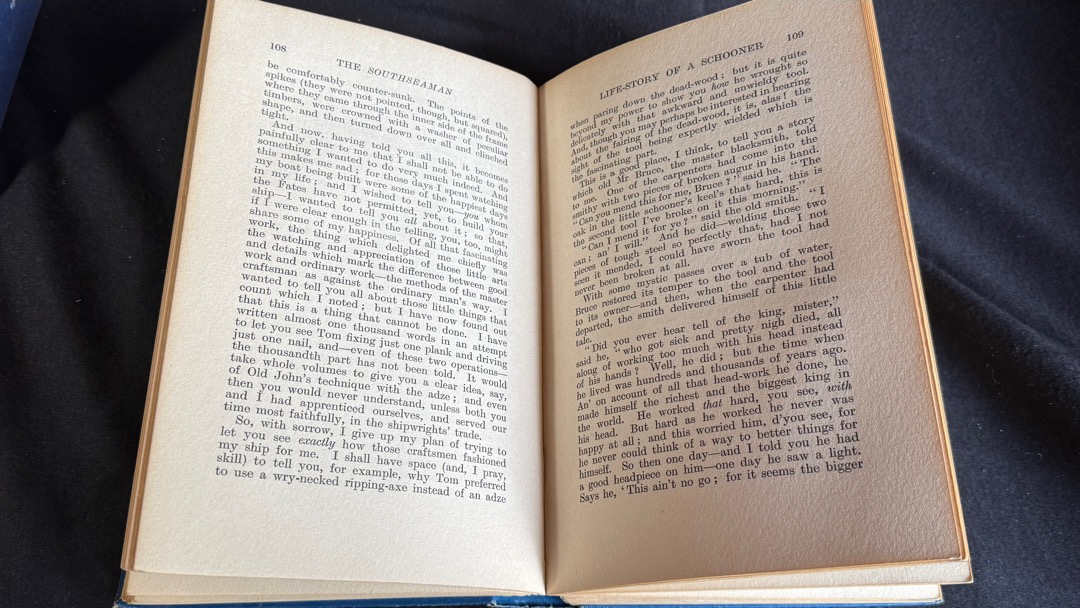 108
THE SOUTHSEAMAN
be comfortably counter-sunk. The points of the
spikes (they were not pointed, though, but squared),
where they came through the inner side of the frame
timbers, were crowned with a washer of peculiar
shape, and then turned down over all and clinched
tight.
And now, having told you all this, it becomes
painfully clear to me that I shall not be able to do
something I wanted to do very much indeed. And
this makes me sad; for those days I spent watching
my boat being built were some of the happiest days
in my life; and I wished to tell you—you whom
the Fates have not permitted, yet, to build your
ship—I wanted to tell you all about it; so that,
if I were clear enough in the telling, you, too, might
share some of my happiness. Of all that fascinating
work, the thing which delighted me chiefly was
the watching and appreciation of those little arts
and details which mark the difference between good
work and ordinary work—the methods of the master
craftsman as against the ordinary man's way. I
wanted to tell you all about those little things that
count which I noted; but I have now found out
that this is a thing that cannot be done. I have
written almost one thousand words in an attempt
to let you see Tom fixing just one plank and driving
just one nail, and—even of these two operations—
the thousandth part has not been told. It would
take whole volumes to give you a clear idea, say,
of Old John's technique with the adze; and even
then you would never understand, unless both you
and I had apprenticed ourselves, and served our
time most faithfully, in the shipwrights' trade.
So, with sorrow, I give up my plan of trying to
let you see exactly how those craftsmen fashioned
my ship for me. I shall have space (and, I pray,
skill) to tell you, for example, why Tom preferred
to use a wry-necked ripping-axe instead of an adze
LIFE-STORY OF A SCHOONER 109
when paring down the dead-wood; but it is quite
beyond my power to show you how he wrought so
delicately with that awkward and unwieldy tool.
And, though you may perhaps be interested in hearing
about the fairing of the dead-wood, it is, alas! the
sight of the tool being expertly wielded which is
the fascinating part.
This is a good place, I think, to tell you a story
which old Mr Bruce, the master blacksmith, told
to me. One of the carpenters had come into the
smithy with two pieces of broken augur in his hand.
"Can you mend this for me, Bruce?" said he. "The
oak in the little schooner's keel's that hard, this is
the second tool I've broke on it this morning."
"Can I mend it for ye?" said the old smith. "I
can; an' I will." And he did—welding those two
pieces of tough steel so perfectly that, had I not
seen it mended, I could have sworn the tool had
never been broken at all.
With some mystic passes over a tub of water,
Bruce restored its temper to the tool and the tool
to its owner—and then, when the carpenter had
departed, the smith delivered himself of this little
tale.
"Did you ever hear tell of the king, mister,"
said he, "who got sick and pretty nigh died, all
along of working too much with his head instead
of his hands? Well, he did; but the time when
he lived was hundreds and thousands of years ago.
An' on account of all that head-work he done, he
made himself the richest and the biggest king in
the world. He worked that hard, you see, with
his head. But hard as he worked he never was
happy at all; and this worried him, d'you see, for
he never could think of a way to better things for
himself. So then one day—and I told you he had
a good headpiece on him—one day he saw a light.
Says he, 'This ain't no go; for it seems the bigger